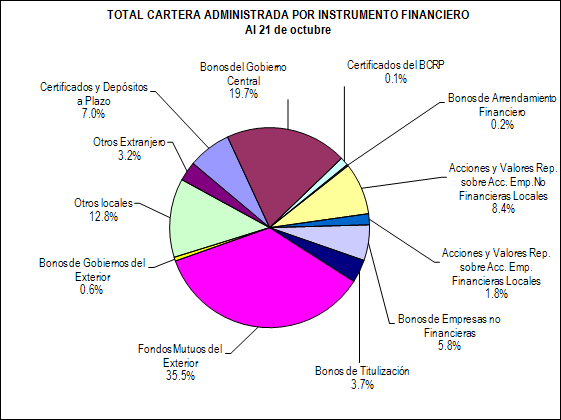 TOTAL CARTERA ADMINISTRADA POR INSTRUMENTO FINANCIERO
Al 21 de octubre
Bonos del Gobierno
Central
19.7%
Certificados del BCRP
0.1%
Bonos de Arrendamiento
Financiero
0.2%
Acciones y Valores Rep.
sobre Acc. Emp.No
Financieras Locales
8.4%
Acciones y Valores Rep.
sobre Acc. Emp.
Financieras Locales
1.8%
Bonos de Empresas no
Financieras
5.8%
Bonos de Titulización
3.7%
Fondos Mutuos del
Exterior
35.5%
Bonos de Gobiernos del
Exterior
0.6%
Otros locales
12.8%
Otros Extranjero
3.2%
Certificados y Depósitos
a Plazo
7.0%